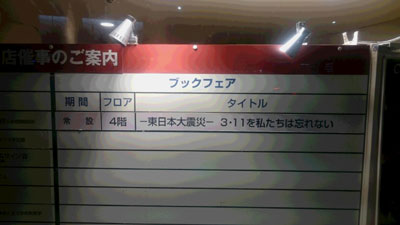 店催事のご案内
ブックフェア
期間 フロア タイトル
常設 4階 −東日本大震災− 3・11を私たちは忘れない